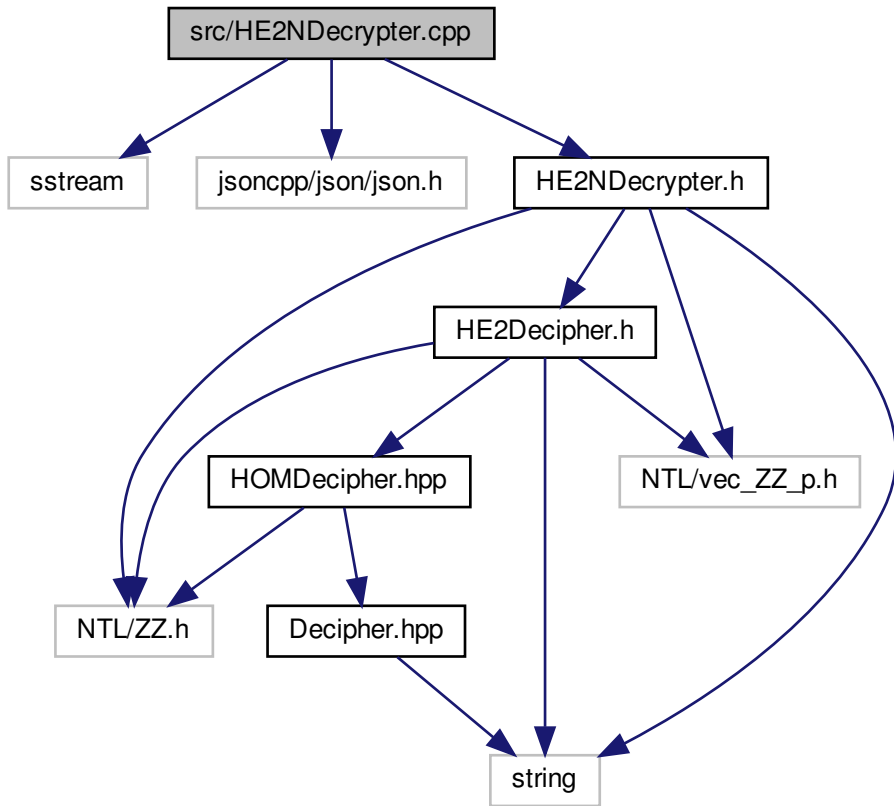 src/HE2NDecrypter.cpp
sstream
jsoncpp/json/json.h
HE2NDecrypter.h
HE2Decipher.h
HOMDecipher.hpp
NTL/vec_ZZ_p.h
NTL/ZZ.h
Decipher.hpp
string